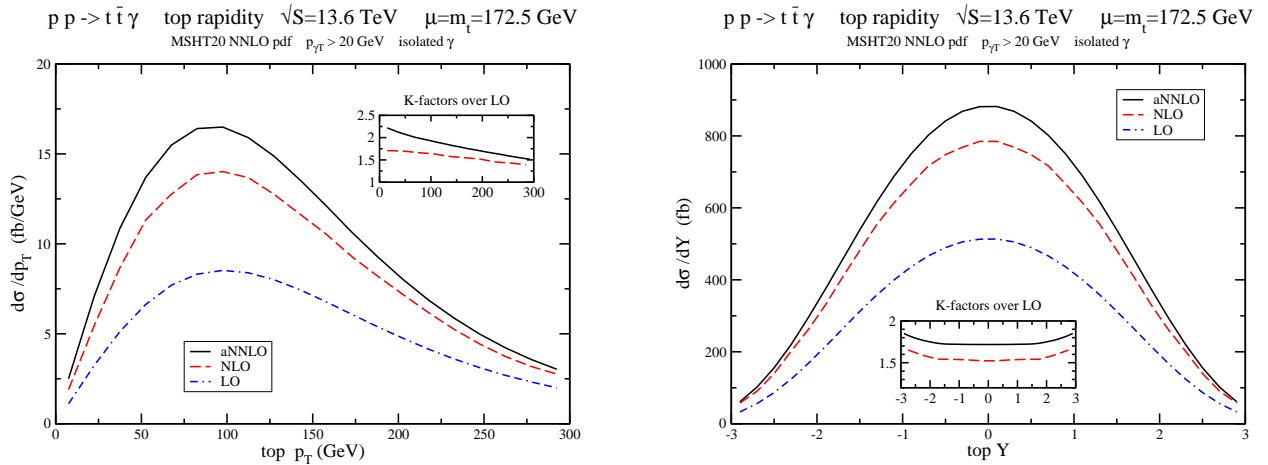 p p -> t t̄ γ top rapidity √S=13.6 TeV μ=m_t=172.5 GeV
MSHT20 NNLO pdf p_γT > 20 GeV isolated γ
20
15
10
5
0
dσ/dp_T (fb/GeV)
K-factors over LO
2.5
2
1.5
1
0 100 200 300
aNNLO
NLO
LO
0 50 100 150 200 250 300
top p_T (GeV)
p p -> t t̄ γ top rapidity √S=13.6 TeV μ=m_t=172.5 GeV
MSHT20 NNLO pdf p_γT > 20 GeV isolated γ
1000
800
600
400
200
0
dσ/dY (fb)
aNNLO
NLO
LO
K-factors over LO
2
1.5
-3 -2 -1 0 1 2 3
-3 -2 -1 0 1 2 3
top Y